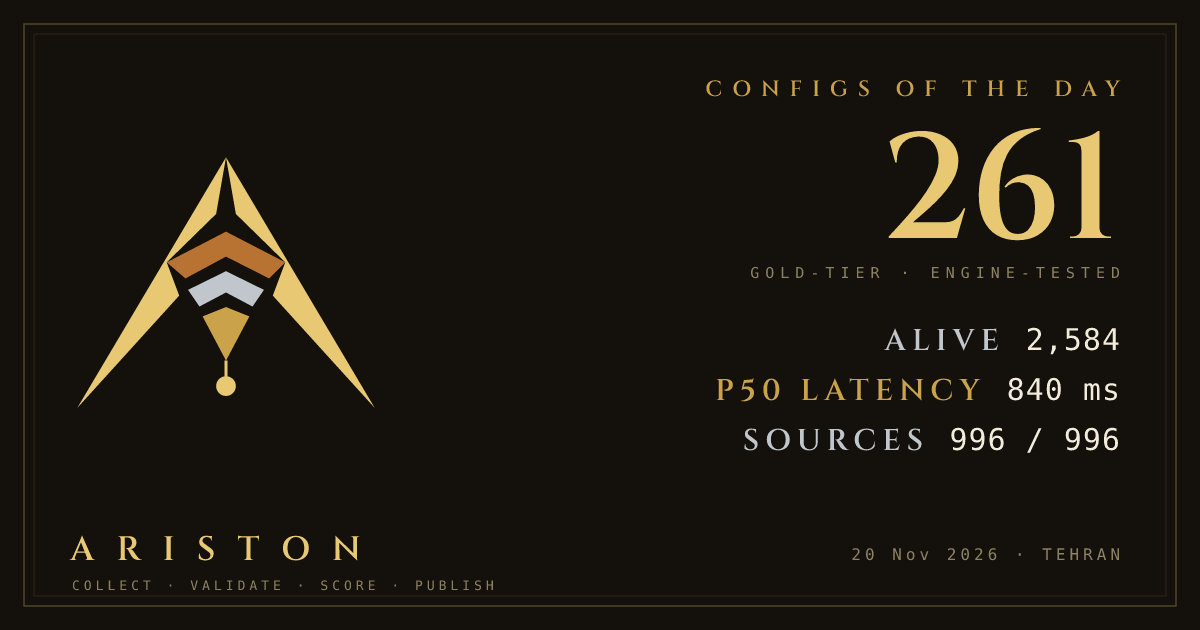 CONFIGS OF THE DAY
261
GOLD-TIER · ENGINE-TESTED
ALIVE 2,584
P50 LATENCY 840 ms
SOURCES 996 / 996
ARISTON
COLLECT · VALIDATE · SCORE · PUBLISH
20 Nov 2026 · TEHRAN